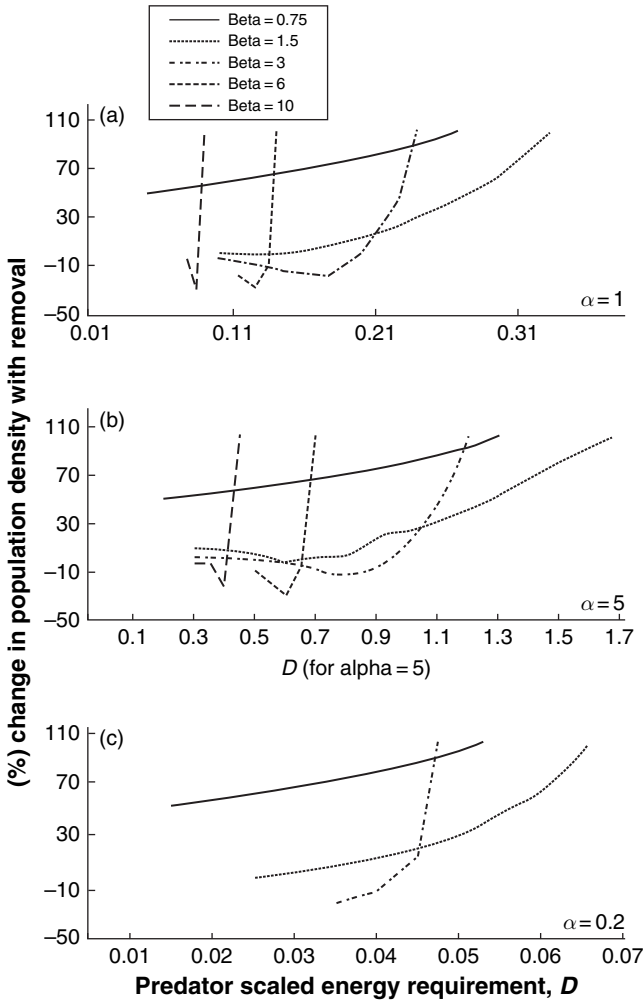 Beta = 0.75
Beta = 1.5
Beta = 3
Beta = 6
Beta = 10
(%) change in population density with removal
(a)
110
70
30
–10
–50
α = 1
0.01 0.11 0.21 0.31
(b)
110
70
30
–10
–50
α = 5
0.1 0.3 0.5 0.7 0.9 1.1 1.3 1.5 1.7
D (for alpha = 5)
(c)
110
70
30
–10
–50
α = 0.2
0.01 0.02 0.03 0.04 0.05 0.06 0.07
Predator scaled energy requirement, D